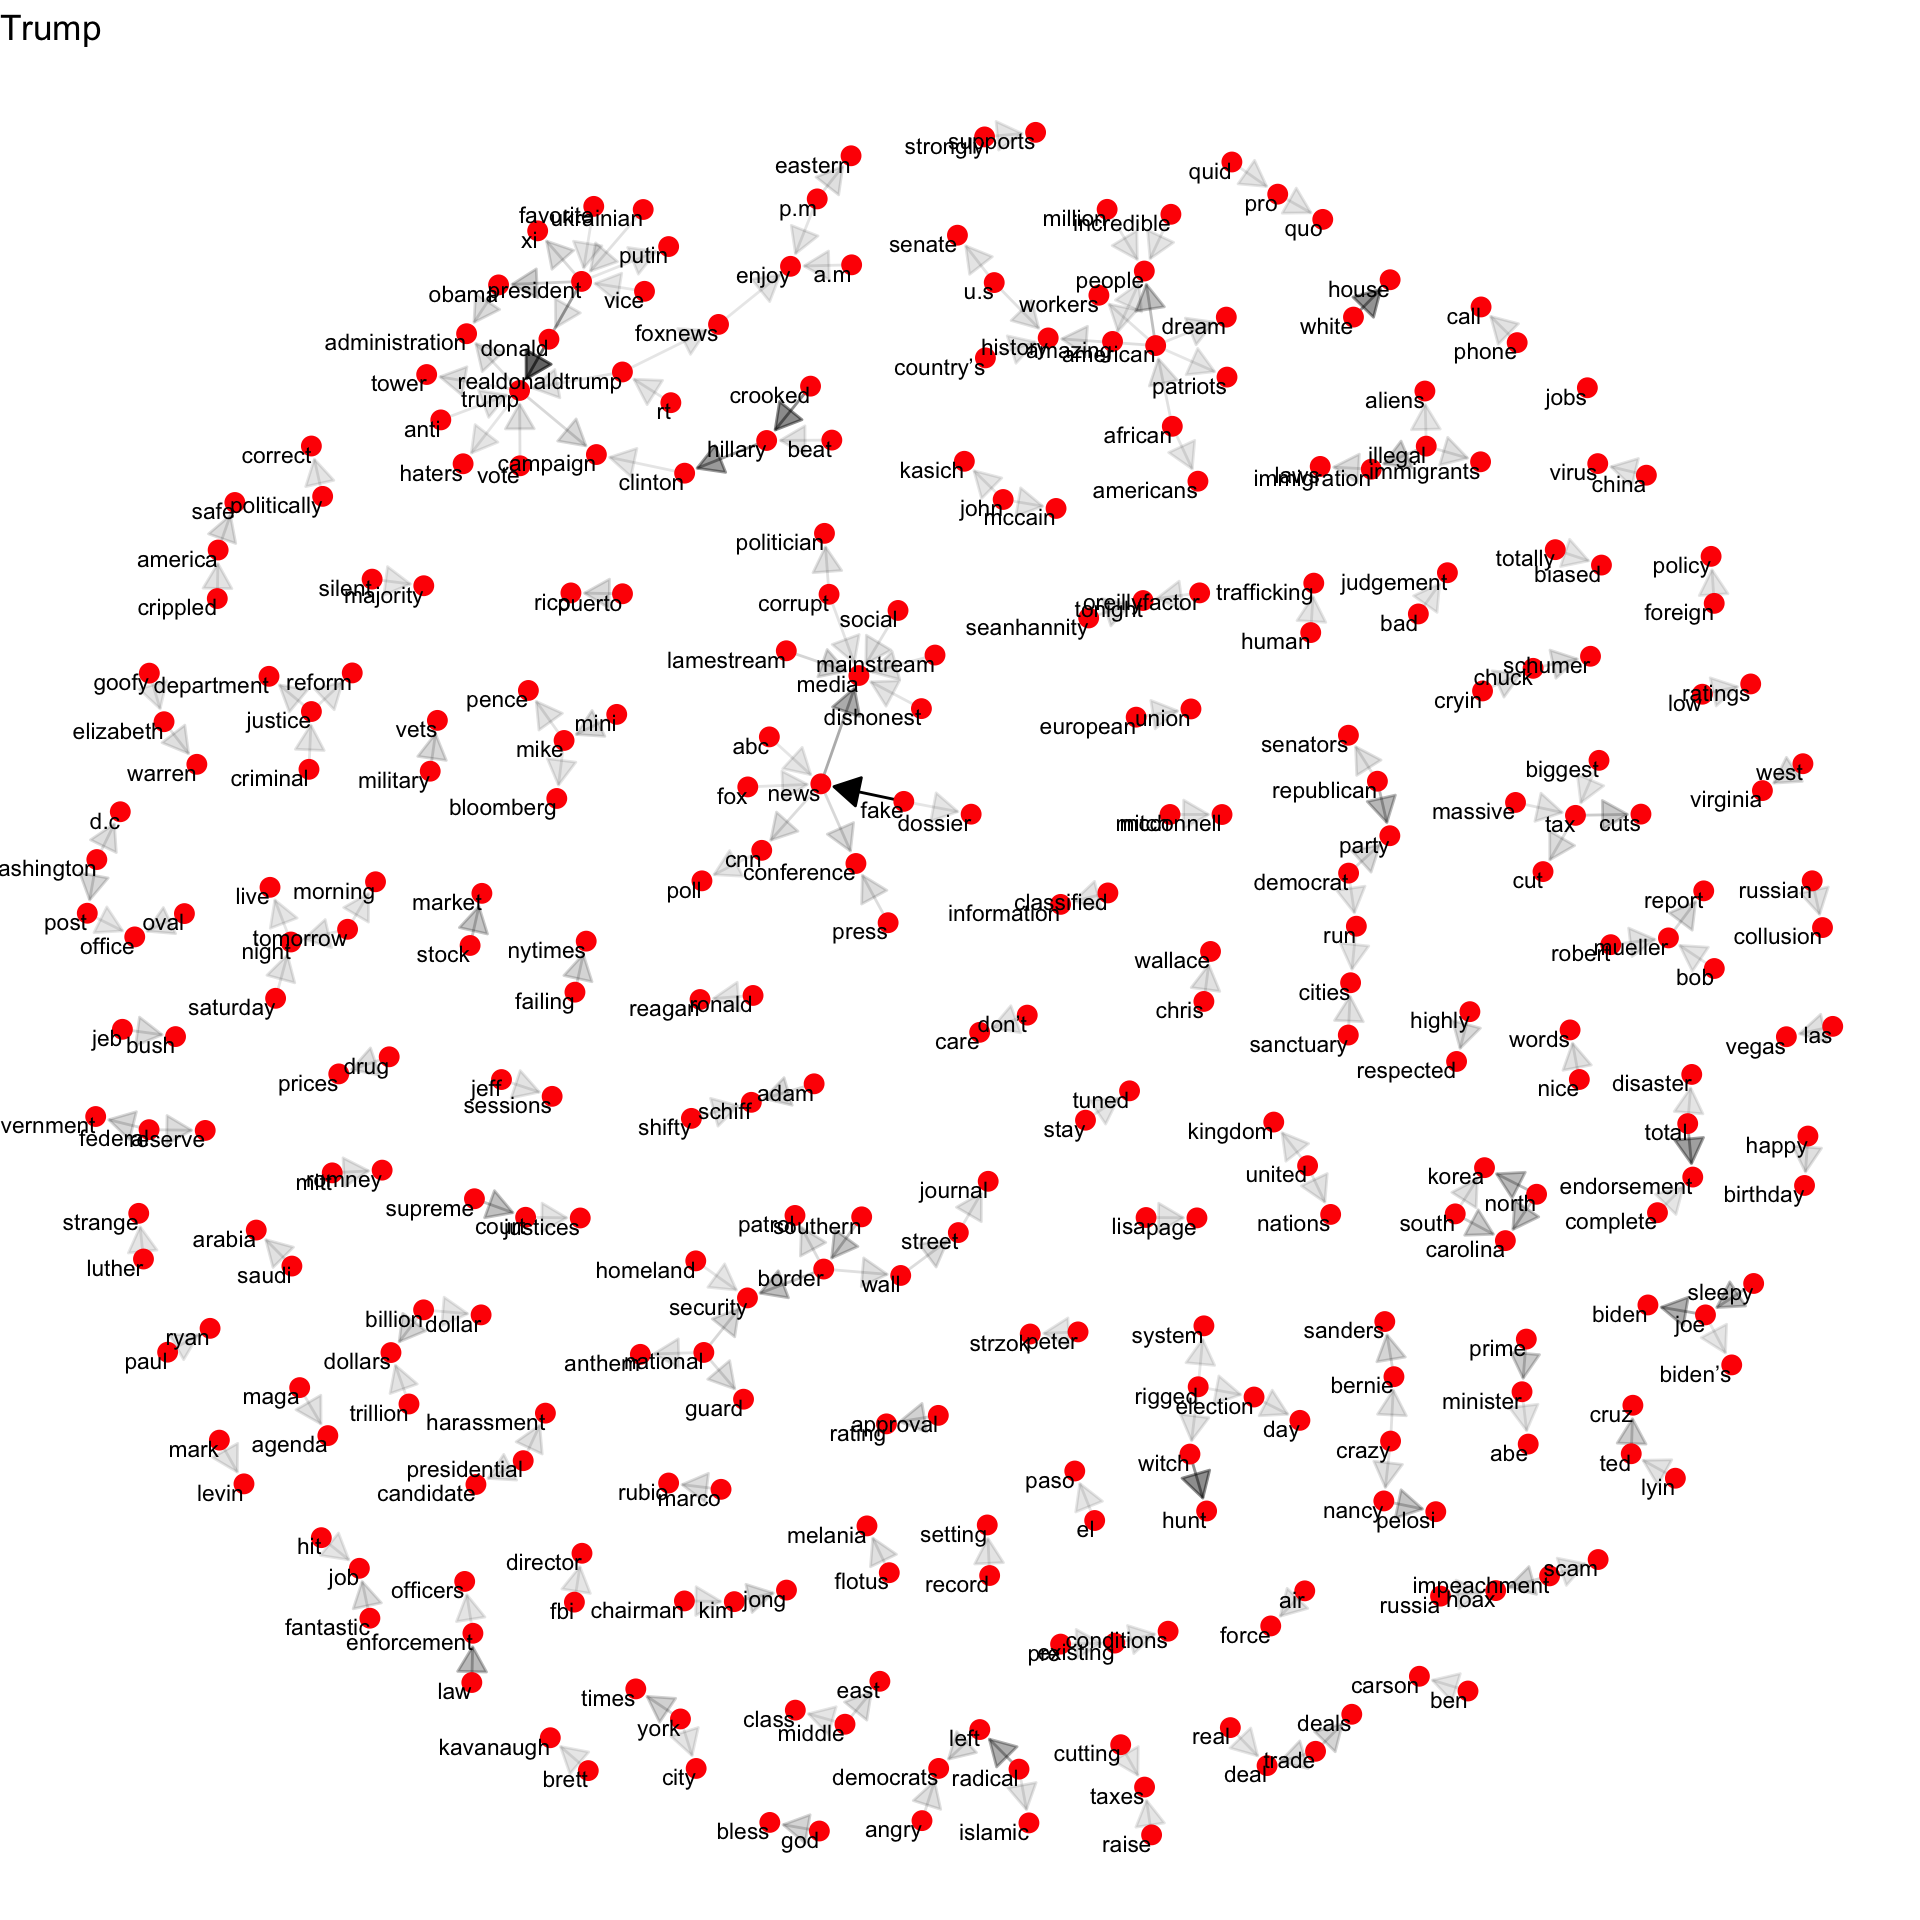 Trump
strongly
supports
eastern
quid
p.m
pro
favorite
ukrainian
million
incredible
quo
xi
putin
senate
enjoy
a.m
people
house
obama
president
vice
u.s
workers
white
call
foxnews
dream
phone
administration
donald
history
amazing
american
country's
tower
realdonaldtrump
patriots
trump
crooked
rt
aliens
jobs
anti
african
correct
hillary
beat
illegal
haters
vote
campaign
kasich
laws
immigration
immigrants
virus
clinton
americans
china
safe
politically
john
mccain
politician
america
totally
biased
policy
silent
majority
judgement
crippled
rico
puerto
corrupt
oreillyfactor
tonight
trafficking
foreign
social
seanhannity
bad
human
lamestream
mainstream
schumer
goofy
department
reform
media
chuck
cryin
low
ratings
pence
justice
mini
dishonest
european
union
elizabeth
vets
mike
abc
senators
warren
criminal
military
biggest
west
bloomberg
fox
news
republican
virginia
fake
massive
d.c
dossier
mitch
mcdonnell
tax
cuts
party
ashington
cnn
conference
democrat
cut
live
morning
poll
report
russian
market
classified
information
post
oval
office
tomorrow
night
press
run
collusion
stock
nytimes
robert
mueller
wallace
bob
saturday
failing
reagan
ronald
cities
chris
highly
jeb
bush
care
don't
sanctuary
words
vegas
las
prices
drug
respected
jeff
sessions
nice
disaster
adam
tuned
vernment
federal
reserve
shifty
schiff
stay
kingdom
total
happy
mitt
romney
united
korea
journal
endorsement
birthday
strange
supreme
court
justices
patrol
southern
lisa
page
nations
south
north
complete
arabia
street
carolina
luther
saudi
homeland
border
wall
security
sleepy
billion
dollar
biden
joe
ryan
strzok
peter
system
sanders
paul
dollars
anthem
national
prime
biden's
maga
trillion
harassment
guard
rigged
election
bernie
minister
cruz
mark
agenda
rating
approval
day
crazy
abe
ted
presidential
witch
levin
candidate
rubio
marco
paso
lyin
hit
melania
setting
el
hunt
nancy
pelosi
director
job
officers
flotus
record
scam
fantastic
fbi
chairman
kim
jong
air
impeachment
russia
hoax
enforcement
force
pre
existing
conditions
law
times
east
carson
ben
class
middle
york
left
cutting
real
deals
kavanaugh
brett
city
democrats
radical
deal
trade
taxes
bless
god
angry
islamic
raise